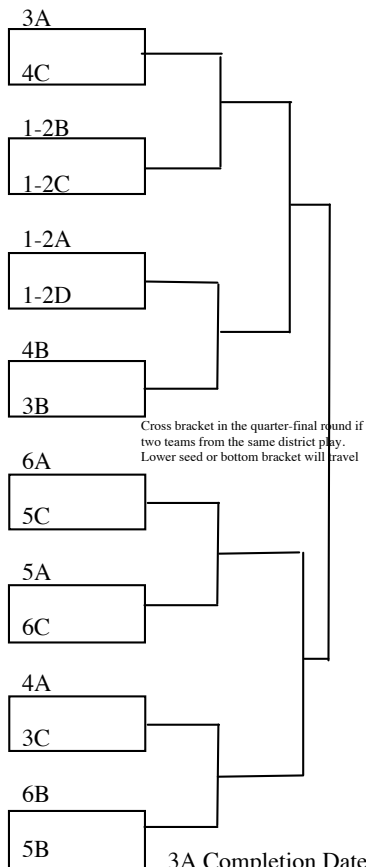 3A
4C
1-2B
1-2C
1-2A
1-2D
4B
3B
Cross bracket in the quarter-final round if
two teams from the same district play.
Lower seed or bottom bracket will travel
6A
5C
5A
6C
4A
3C
6B
5B
3A Completion Date